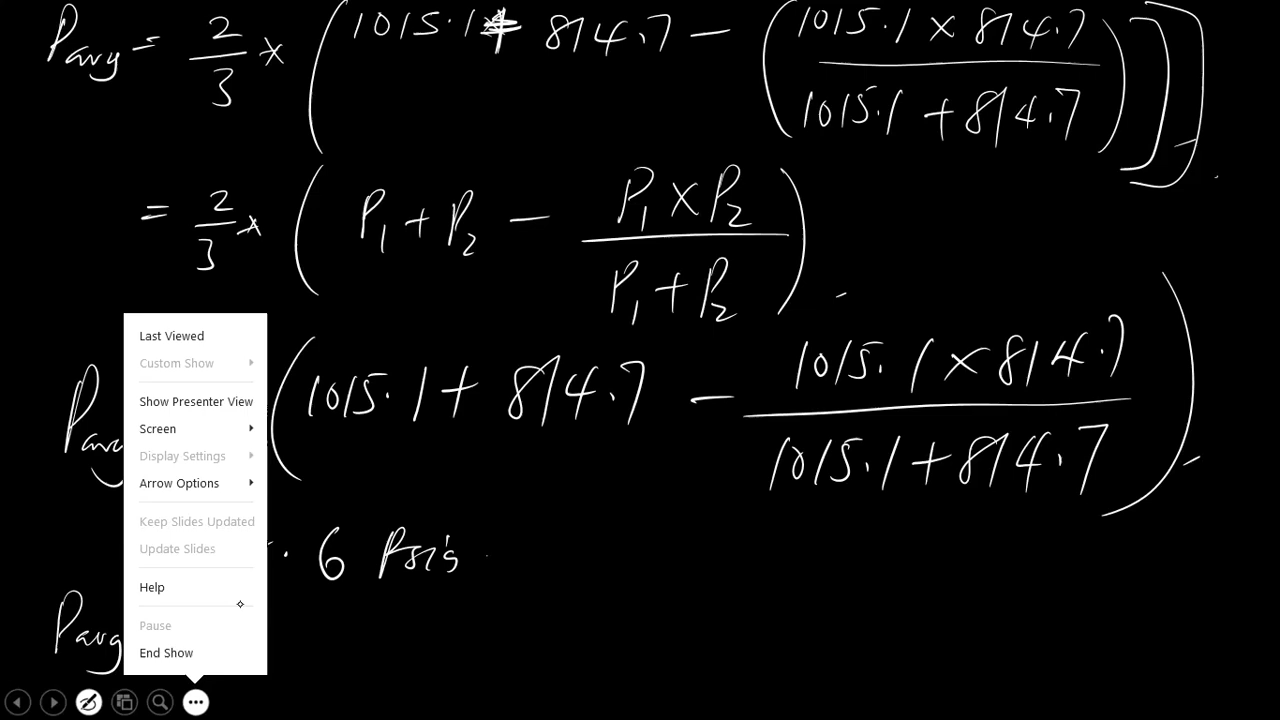 Pavg = 2/3 × (1015.1 + 814.7 − (1015.1 × 814.7 / 1015.1 + 814.7)]]
= 2/3 × (P1 + P2 − P1 × P2 / P1 + P2)
Pavg (1015.1 + 814.7 − 1015.1 × 814.7 / 1015.1 + 814.7)
.6 Psig
Pavg
Last Viewed
Custom Show
Show Presenter View
Screen
Display Settings
Arrow Options
Keep Slides Updated
Update Slides
Help
Pause
End Show